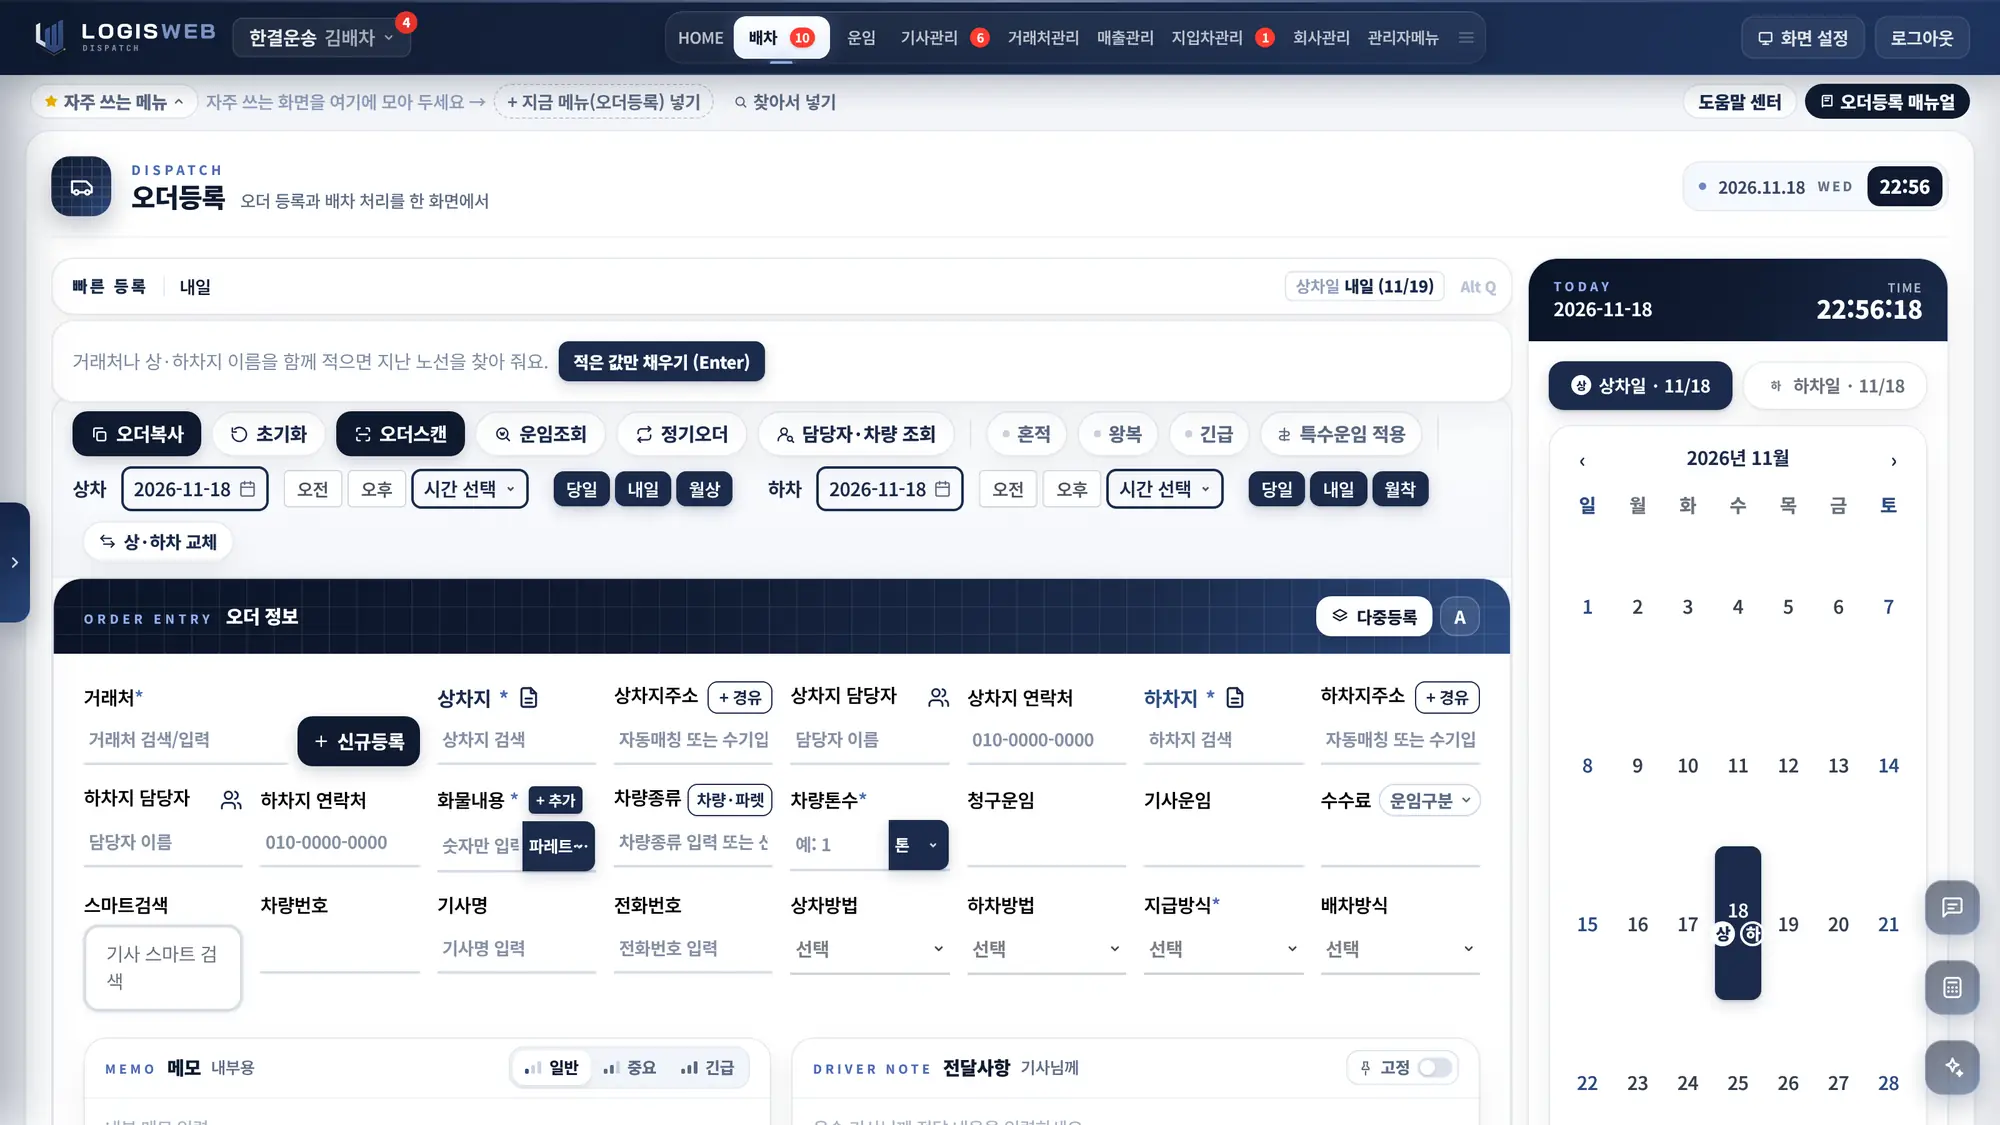 LOGISWEB
DISPATCH
한결운송 김배차
4
HOME 배차 10 운임 기사관리 6 거래처관리 매출관리 지입차관리 1 회사관리 관리자메뉴
화면 설정 로그아웃
자주 쓰는 메뉴 자주 쓰는 화면을 여기에 모아 두세요 → + 지금 메뉴(오더등록) 넣기 찾아서 넣기
도움말 센터 오더등록 매뉴얼
DISPATCH
오더등록 오더 등록과 배차 처리를 한 화면에서
2026.11.18 WED 22:56
빠른 등록 내일 상차일 내일 (11/19) Alt Q
거래처나 상·하차지 이름을 함께 적으면 지난 노선을 찾아 줘요. 적은 값만 채우기 (Enter)
오더복사 초기화 오더스캔 운임조회 정기오더 담당자·차량 조회 혼적 왕복 긴급 특수운임 적용
상차 2026-11-18 오전 오후 시간 선택 당일 내일 월상 하차 2026-11-18 오전 오후 시간 선택 당일 내일 월착
상·하차 교체
ORDER ENTRY 오더 정보 다중등록 A
거래처* 상차지 * 상차지주소 + 경유 상차지 담당자 상차지 연락처 하차지 * 하차지주소 + 경유
거래처 검색/입력 + 신규등록 상차지 검색 자동매칭 또는 수기입 담당자 이름 010-0000-0000 하차지 검색 자동매칭 또는 수기입
하차지 담당자 하차지 연락처 화물내용 * + 추가 차량종류 차량·파렛 차량톤수* 청구운임 기사운임 수수료 운임구분
담당자 이름 010-0000-0000 숫자만 입력 파레트 차량종류 입력 또는 예: 1 톤
스마트검색 차량번호 기사명 전화번호 상차방법 하차방법 지급방식* 배차방식
기사 스마트 검색 기사명 입력 전화번호 입력 선택 선택 선택 선택
MEMO 메모 내부용 일반 중요 긴급
DRIVER NOTE 전달사항 기사님께 고정
TODAY TIME
2026-11-18 22:56:18
상 상차일 · 11/18 하 하차일 · 11/18
‹ 2026년 11월 ›
일 월 화 수 목 금 토
1 2 3 4 5 6 7
8 9 10 11 12 13 14
15 16 17 18 19 20 21
상 하
22 23 24 25 26 27 28